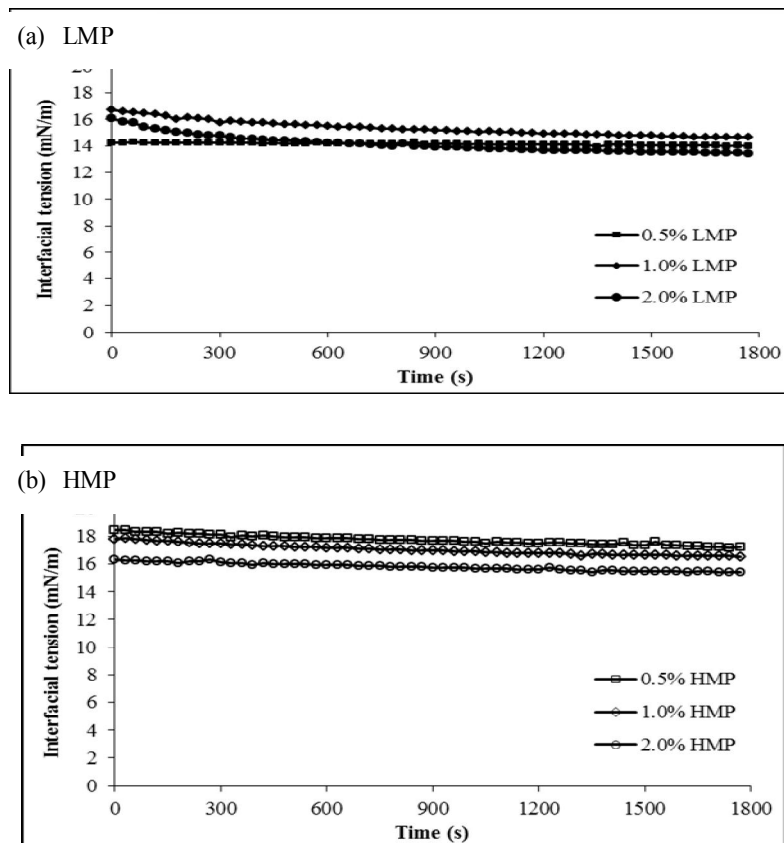 (a) LMP
20
18
16
14
12
10
8
6
4
2
0
Interfacial tension (mN/m)
0.5% LMP
1.0% LMP
2.0% LMP
0 300 600 900 1200 1500 1800
Time (s)
(b) HMP
18
16
14
12
10
8
6
4
2
0
Interfacial tension (mN/m)
0.5% HMP
1.0% HMP
2.0% HMP
0 300 600 900 1200 1500 1800
Time (s)